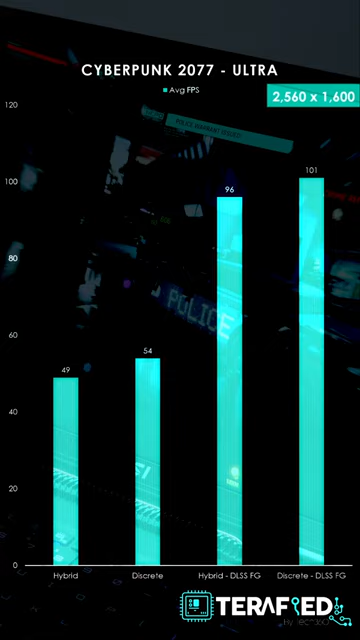 CYBERPUNK 2077 - ULTRA
Avg FPS
2,560 x 1,600
120
100
80
60
40
20
0
49
54
96
101
POLICE
Hybrid
Discrete
Hybrid - DLSS FG
Discrete - DLSS FG
TERAFIED